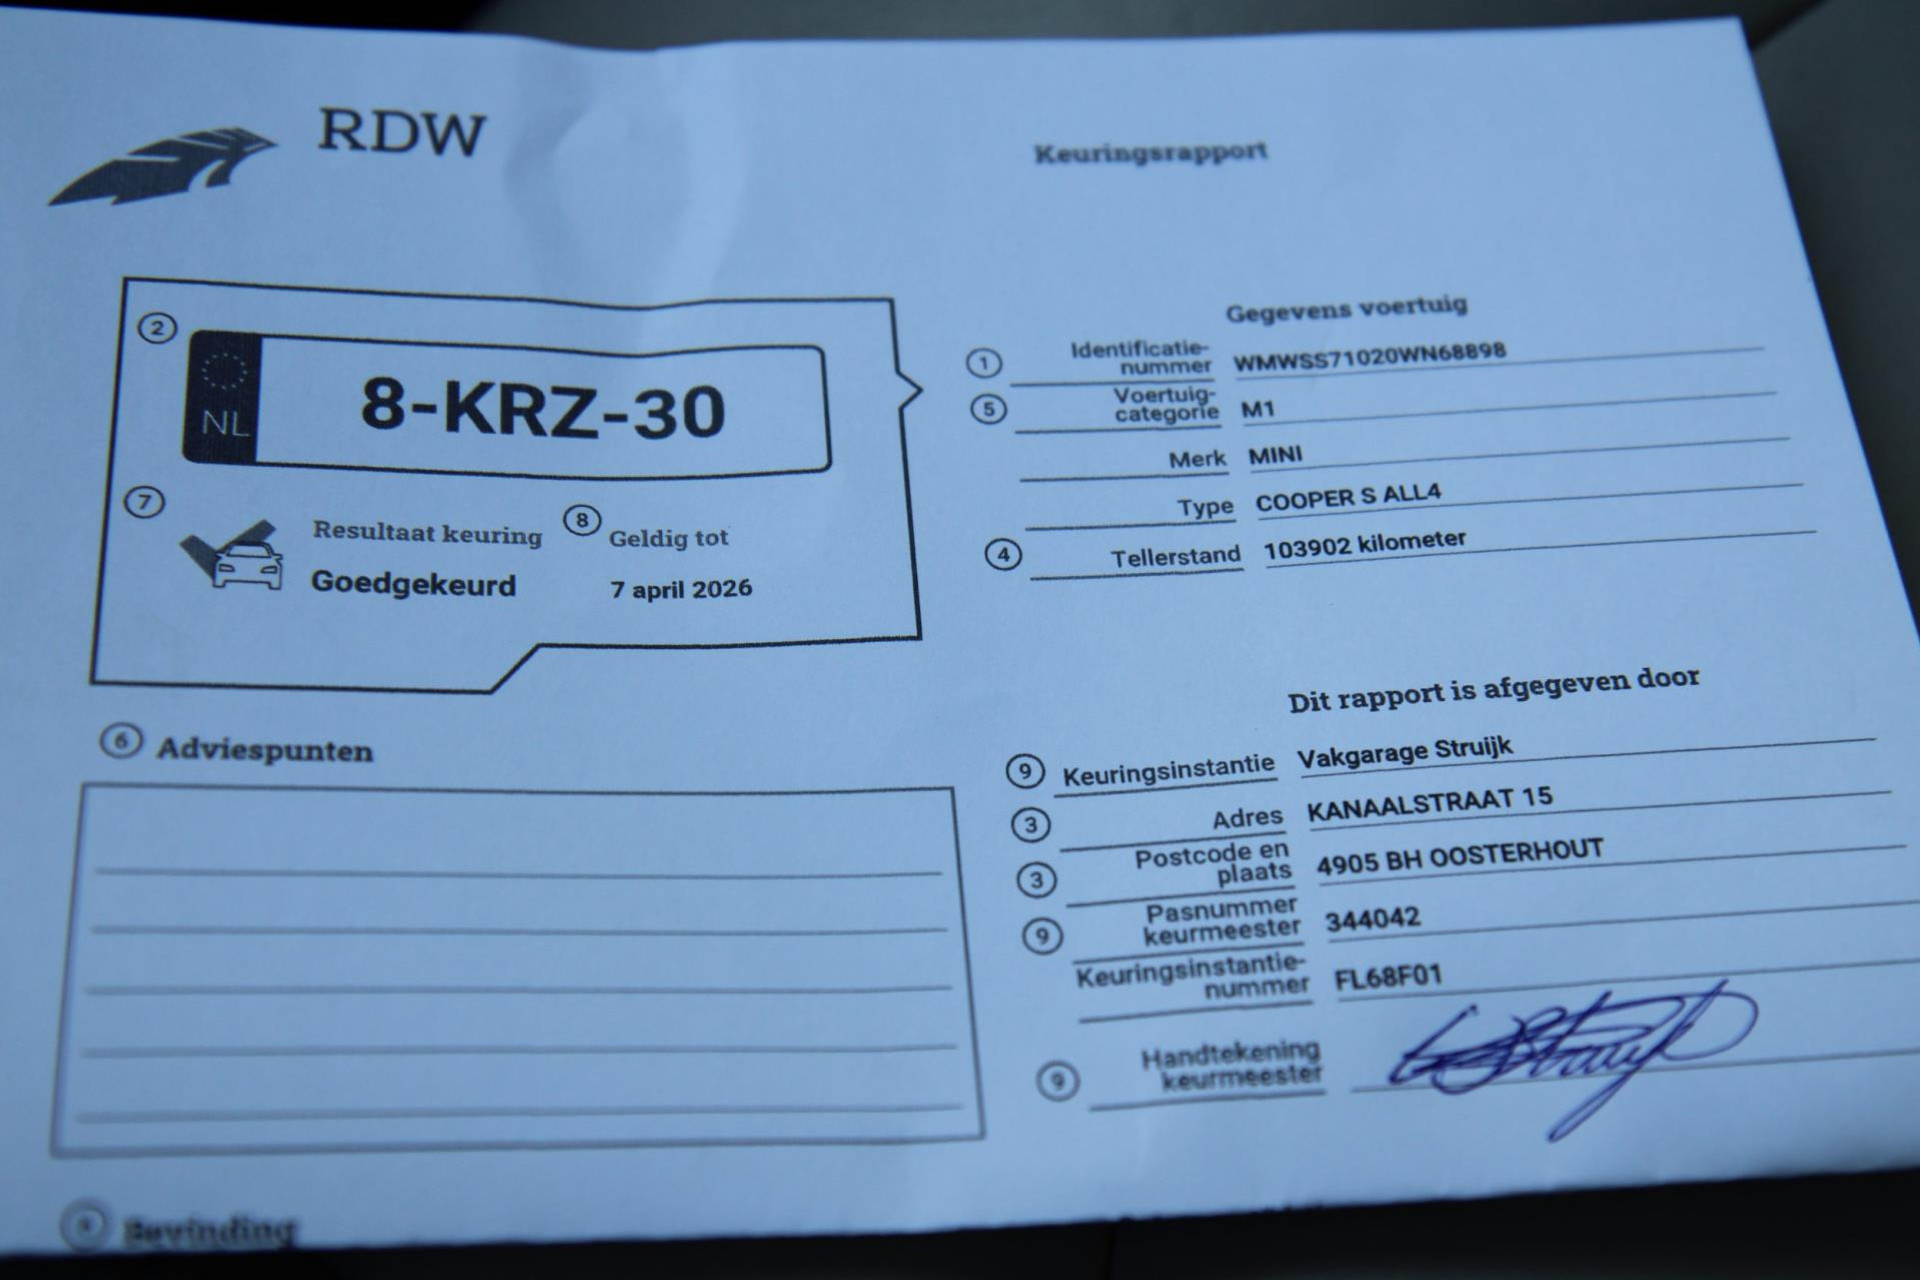 RDW
Keuringsrapport
2
NL
8-KRZ-30
7
Resultaat keuring
Goedgekeurd
8
Geldig tot
7 april 2026
Gegevens voertuig
1
Identificatie-
nummer
WMWSS71020WN68898
5
Voertuig-
categorie
M1
Merk MINI
Type COOPER S ALL4
4 Tellerstand 103902 kilometer
6 Adviespunten
Dit rapport is afgegeven door
9 Keuringsinstantie Vakgarage Struijk
3 Adres KANAALSTRAAT 15
3
Postcode en
plaats
4905 BH OOSTERHOUT
9
Pasnummer
keurmeester
344042
Keuringsinstantie-
nummer
FL68F01
9
Handtekening
keurmeester
Bevinding